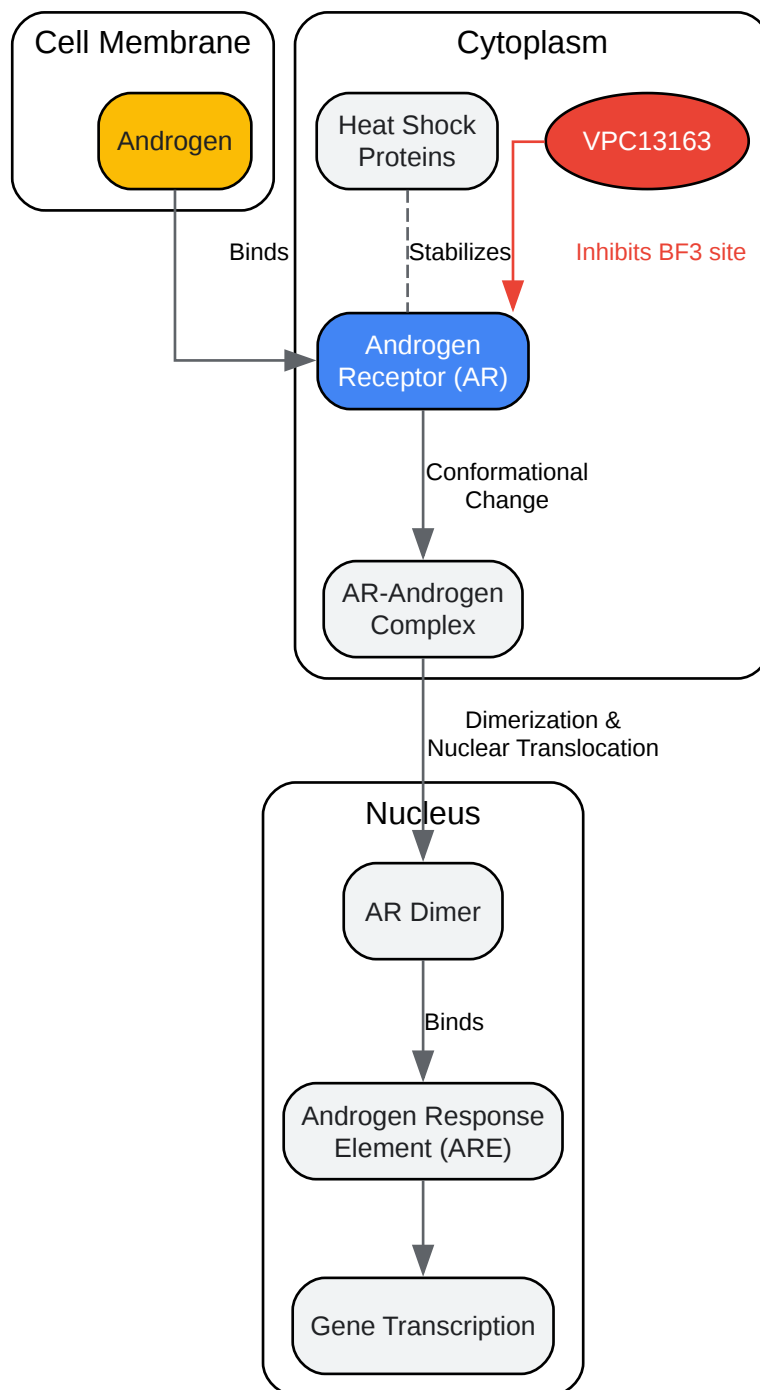 Cell Membrane
Cytoplasm
Androgen
Heat Shock
Proteins
VPC13163
Binds
Stabilizes
Inhibits BF3 site
Androgen
Receptor (AR)
Conformational
Change
AR-Androgen
Complex
Dimerization &
Nuclear Translocation
Nucleus
AR Dimer
Binds
Androgen Response
Element (ARE)
Gene Transcription